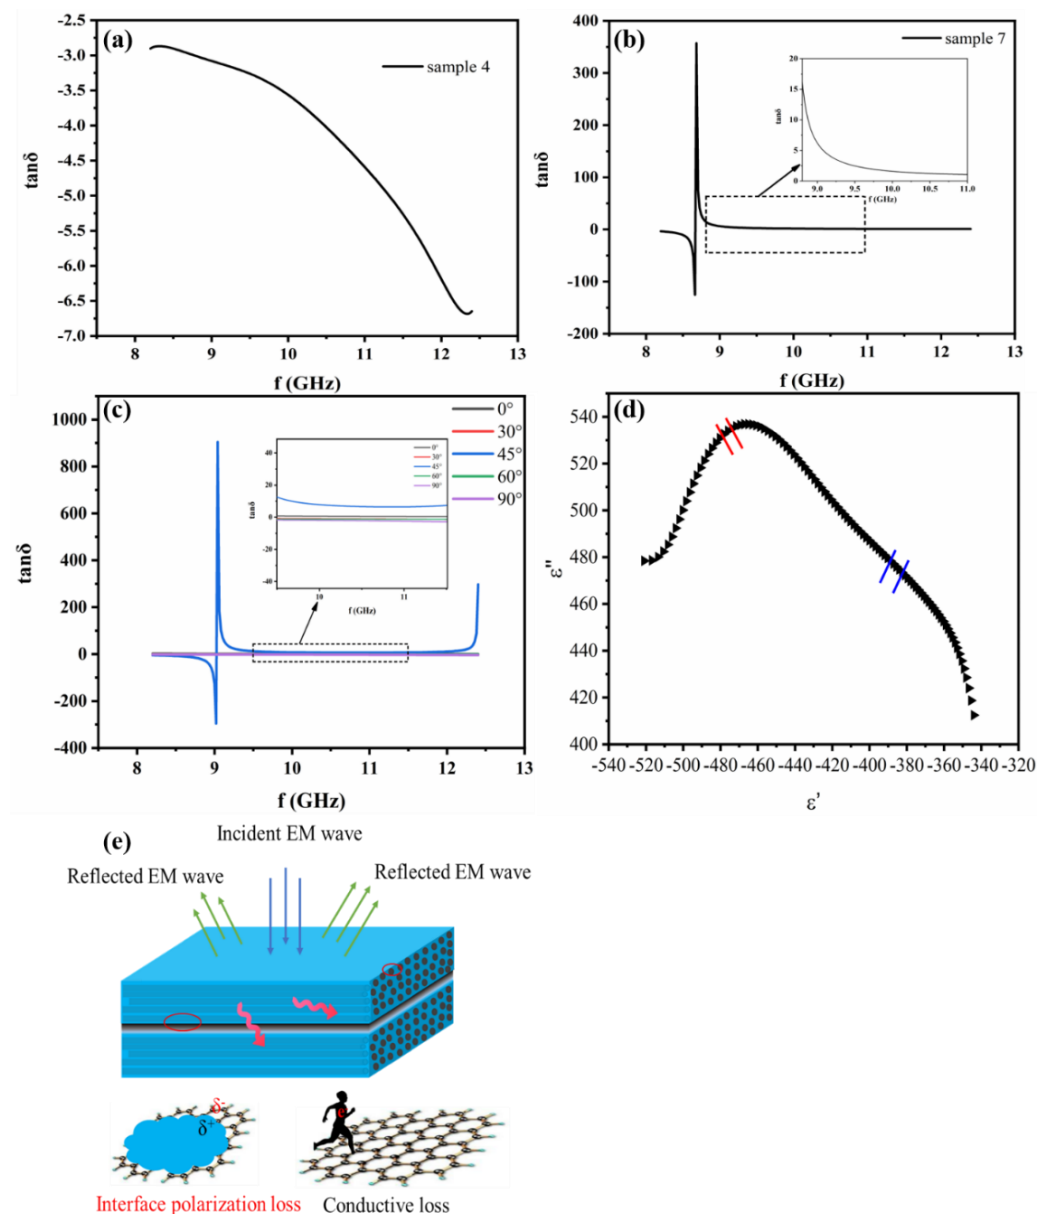 (a)
-2.5
-3.0
-3.5
-4.0
-4.5
-5.0
-5.5
-6.0
-6.5
-7.0
tanδ
sample 4
8 9 10 11 12 13
f (GHz)
(b)
400
300
200
100
0
-100
-200
tanδ
sample 7
20
15
10
5
0
tanδ
9.0 9.5 10.0 10.5 11.0
f (GHz)
8 9 10 11 12 13
f (GHz)
(c)
1000
800
600
400
200
0
-200
-400
tanδ
0°
30°
45°
60°
90°
40
20
0
-20
-40
tanδ
0°
30°
45°
60°
90°
10 11
f (GHz)
8 9 10 11 12 13
f (GHz)
(d)
540
520
500
480
460
440
420
400
ε''
-540 -520 -500 -480 -460 -440 -420 -400 -380 -360 -340 -320
ε'
(e)
Incident EM wave
Reflected EM wave
Reflected EM wave
δ-
δ+
e
Interface polarization loss
Conductive loss